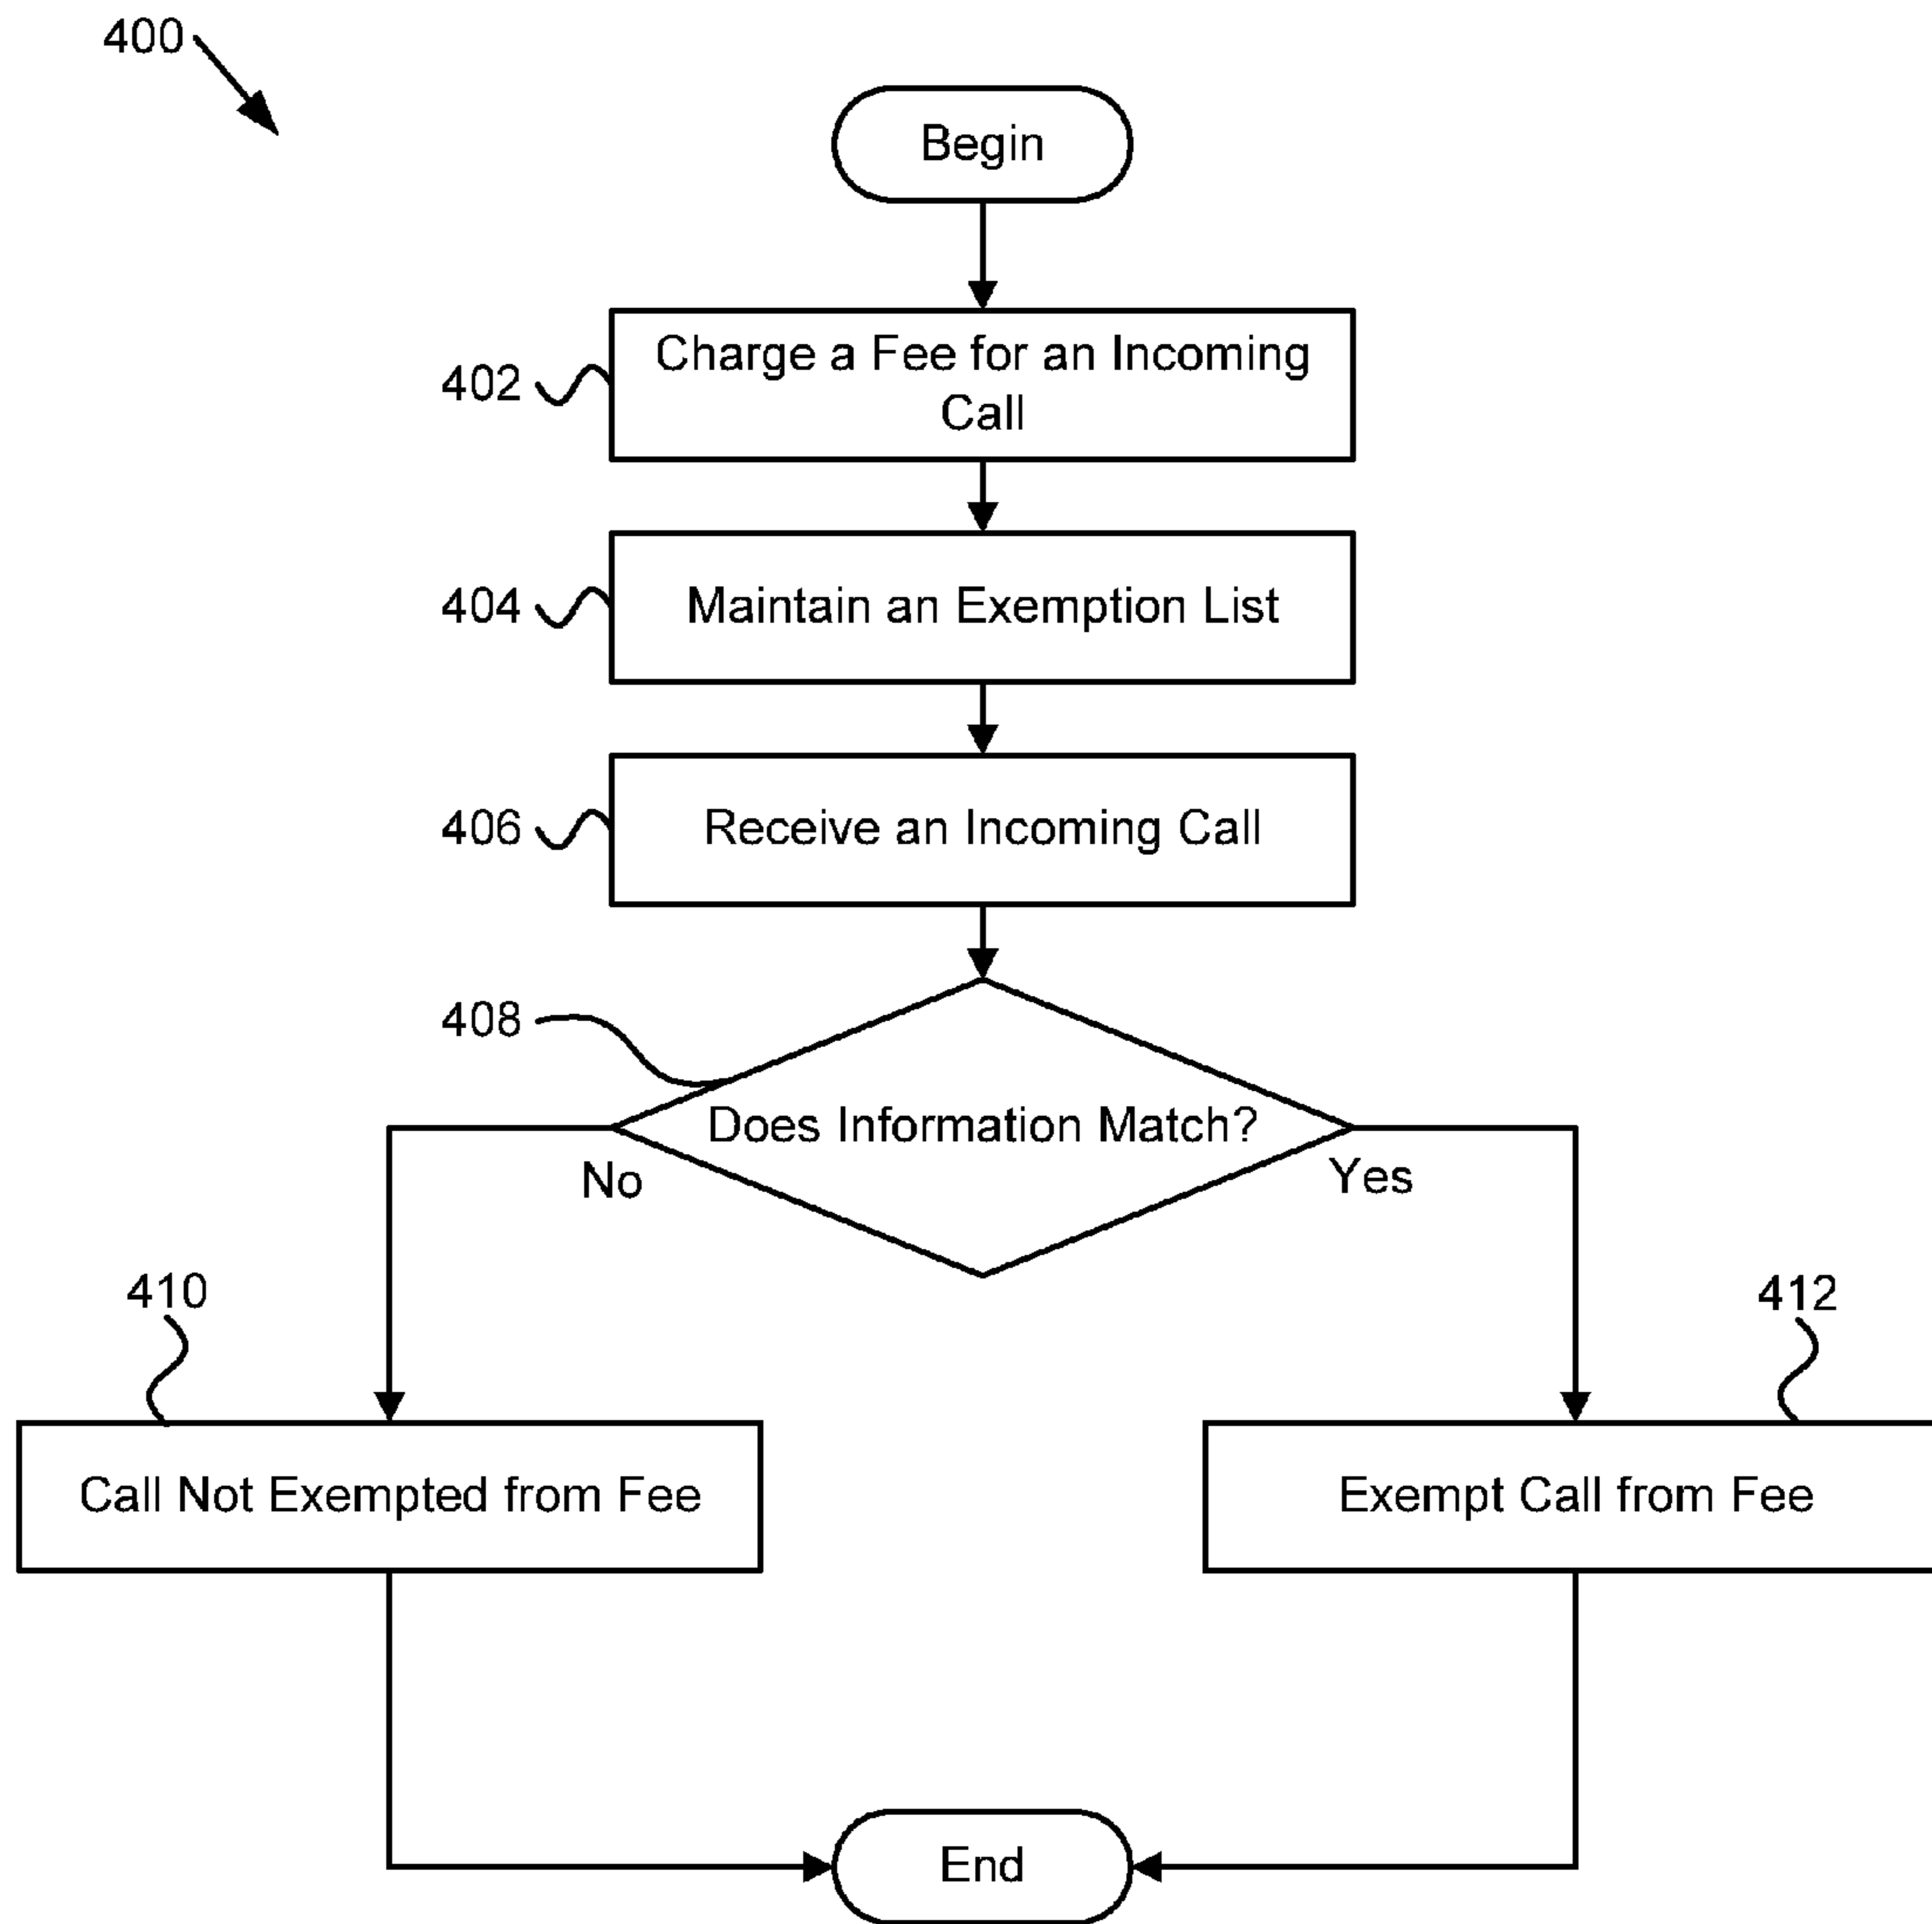 400
Begin
402
Charge a Fee for an Incoming
Call
404
Maintain an Exemption List
406
Receive an Incoming Call
408
Does Information Match?
No
Yes
410
412
Call Not Exempted from Fee
Exempt Call from Fee
End